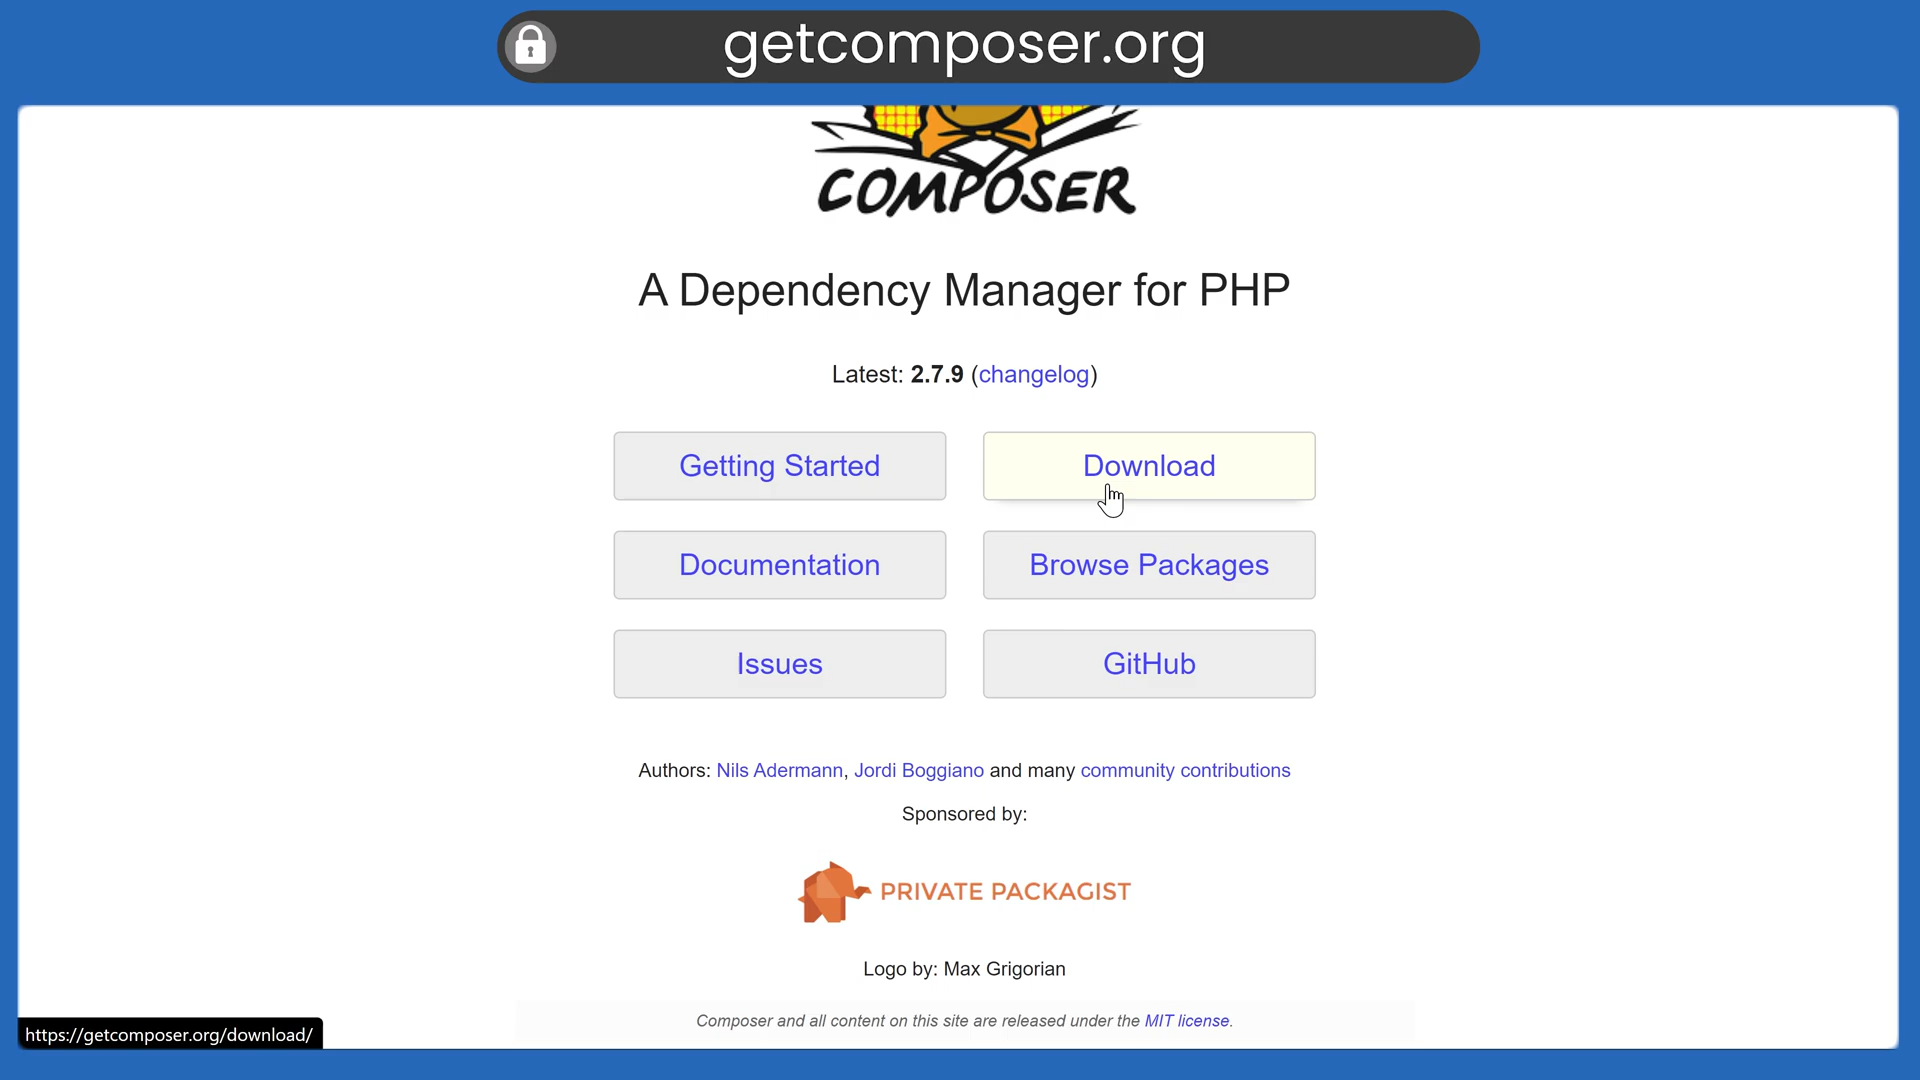 getcomposer.org
COMPOSER
A Dependency Manager for PHP
Latest: 2.7.9 (changelog)
Getting Started
Download
Documentation
Browse Packages
Issues
GitHub
Authors: Nils Adermann, Jordi Boggiano and many community contributions
Sponsored by:
PRIVATE PACKAGIST
Logo by: Max Grigorian
Composer and all content on this site are released under the MIT license.
https://getcomposer.org/download/